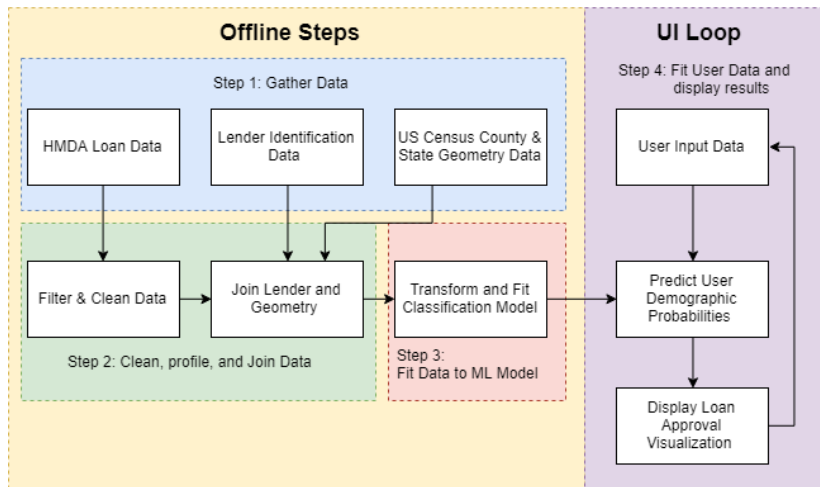 Offline Steps
UI Loop
Step 1: Gather Data
Step 4: Fit User Data and
display results
HMDA Loan Data
Lender Identification
Data
US Census County &
State Geometry Data
User Input Data
Filter & Clean Data
Join Lender and
Geometry
Transform and Fit
Classification Model
Predict User
Demographic
Probabilities
Step 2: Clean, profile, and Join Data
Step 3:
Fit Data to ML Model
Display Loan
Approval
Visualization